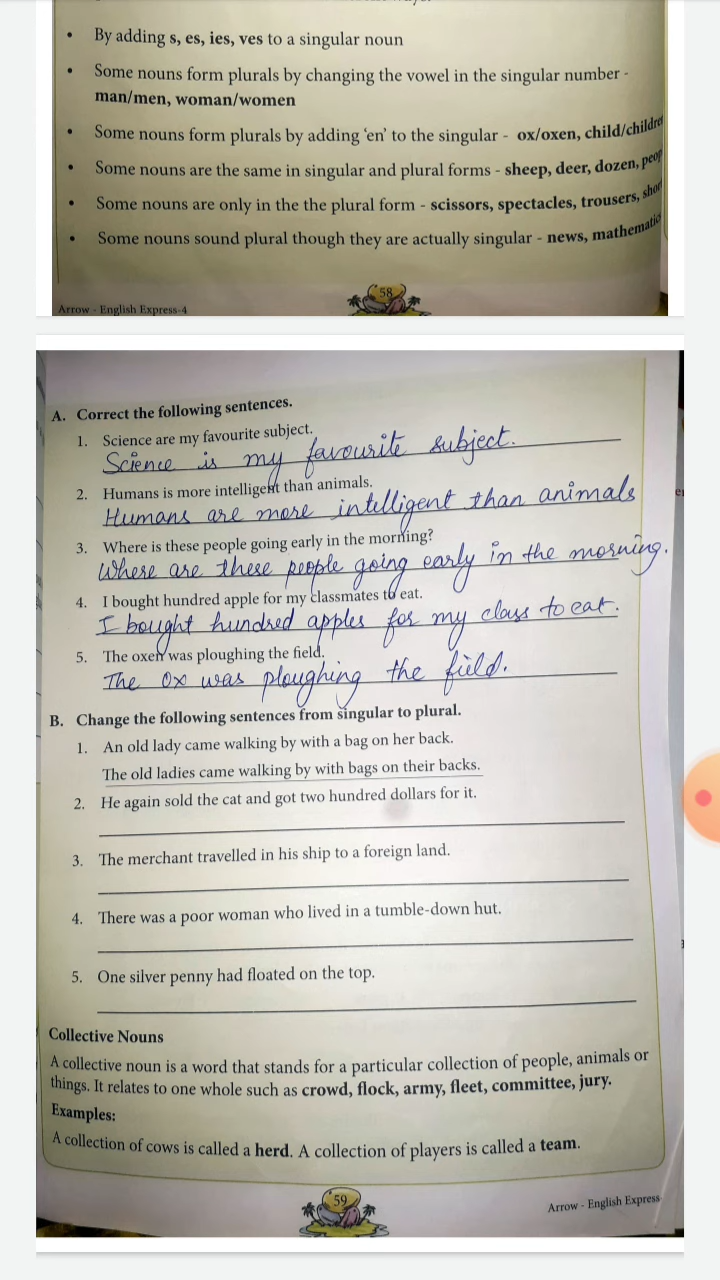 • By adding s, es, ies, ves to a singular noun
• Some nouns form plurals by changing the vowel in the singular number -
man/men, woman/women
• Some nouns form plurals by adding 'en' to the singular - ox/oxen,
• Some nouns are the same in singular and plural forms - sheep, deer, dozen,
• Some nouns are only in the the plural form - scissors, spectacles, trousers,
• Some nouns sound plural though they are actually singular - news,
58
Arrow - English Express-4
A. Correct the following sentences.
1. Science are my favourite subject.
Science is my favourite subject.
2. Humans is more intelligent than animals.
Humans are more intelligent than animals
3. Where is these people going early in the morning?
Where are these people going early in the morning.
4. I bought hundred apple for my classmates to eat.
I bought hundred apples for my class to eat.
5. The oxen was ploughing the field.
The Ox was ploughing the field.
B. Change the following sentences from singular to plural.
1. An old lady came walking by with a bag on her back.
The old ladies came walking by with bags on their backs.
2. He again sold the cat and got two hundred dollars for it.
3. The merchant travelled in his ship to a foreign land.
4. There was a poor woman who lived in a tumble-down hut.
5. One silver penny had floated on the top.
Collective Nouns
A collective noun is a word that stands for a particular collection of people, animals or
things. It relates to one whole such as crowd, flock, army, fleet, committee, jury.
Examples:
A collection of cows is called a herd. A collection of players is called a team.
59
Arrow - English Express